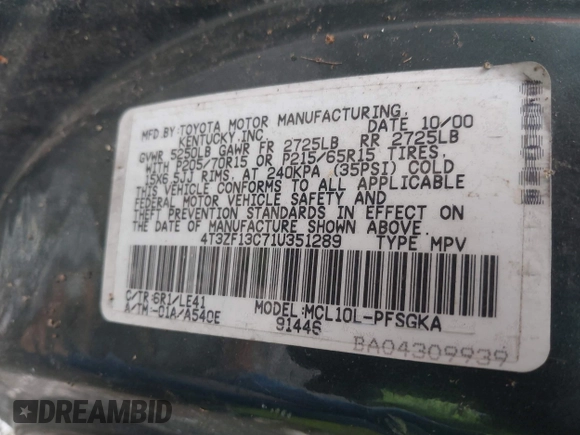 MFD. BY: TOYOTA MOTOR MANUFACTURING,
KENTUCKY,INC. DATE 10/00
GVWR 5250LB GAWR FR 2725LB RR 2725LB
WITH P205/70R15 OR P215/65R15 TIRES,
15X6.5JJ RIMS, AT 240KPA (35PSI) COLD
THIS VEHICLE CONFORMS TO ALL APPLICABLE
FEDERAL MOTOR VEHICLE SAFETY AND
THEFT PREVENTION STANDARDS IN EFFECT ON
THE DATE OF MANUFACTURE SHOWN ABOVE.
4T3ZF13C71U351289 TYPE MPV
C/TR:6R1/LE41 MODEL:MCL10L-PFSGKA
A/TM:-01A/A540E 91446
BA04309939
DREAMBID